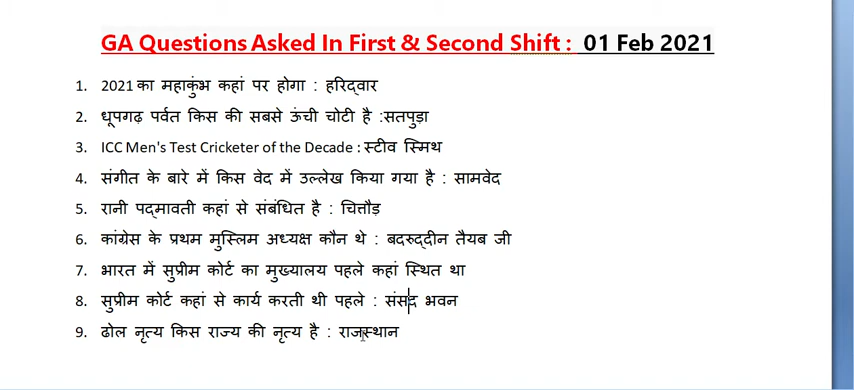 GA Questions Asked In First & Second Shift : 01 Feb 2021
1. 2021 का महाकुंभ कहां पर होगा : हरिद्वार
2. धूपगढ़ पर्वत किस की सबसे ऊंची चोटी है :सतपुड़ा
3. ICC Men's Test Cricketer of the Decade : स्टीव स्मिथ
4. संगीत के बारे में किस वेद में उल्लेख किया गया है : सामवेद
5. रानी पद्मावती कहां से संबंधित है : चित्तौड़
6. कांग्रेस के प्रथम मुस्लिम अध्यक्ष कौन थे : बदरुद्दीन तैयब जी
7. भारत में सुप्रीम कोर्ट का मुख्यालय पहले कहां स्थित था
8. सुप्रीम कोर्ट कहां से कार्य करती थी पहले : संसद भवन
9. ढोल नृत्य किस राज्य की नृत्य है : राजस्थान